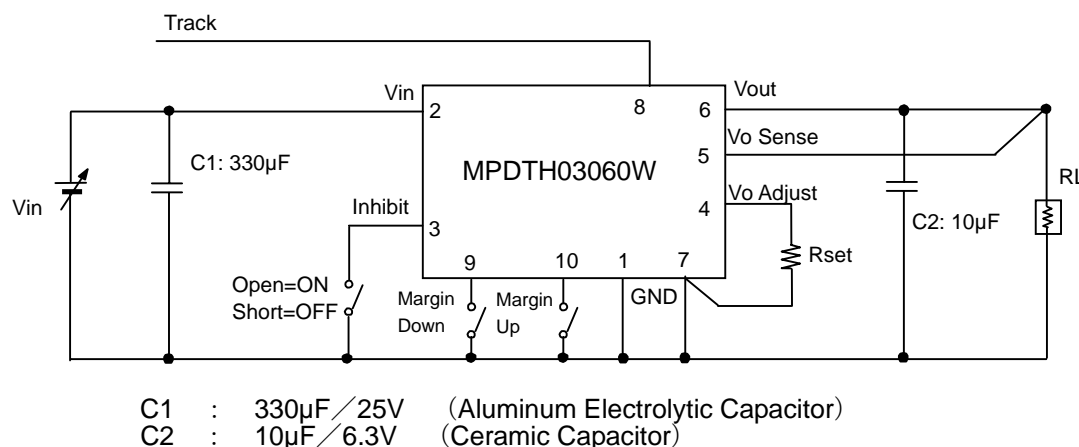 Track
Vin
2
8
6
Vout
C1: 330µF
MPDTH03060W
5
Vo Sense
Vin
Inhibit
3
4
Vo Adjust
C2: 10µF
RL
Rset
9
10
1
7
GND
Open=ON
Short=OFF
Margin
Down
Margin
Up
C1 : 330µF／25V （Aluminum Electrolytic Capacitor）
C2 : 10µF／6.3V （Ceramic Capacitor）